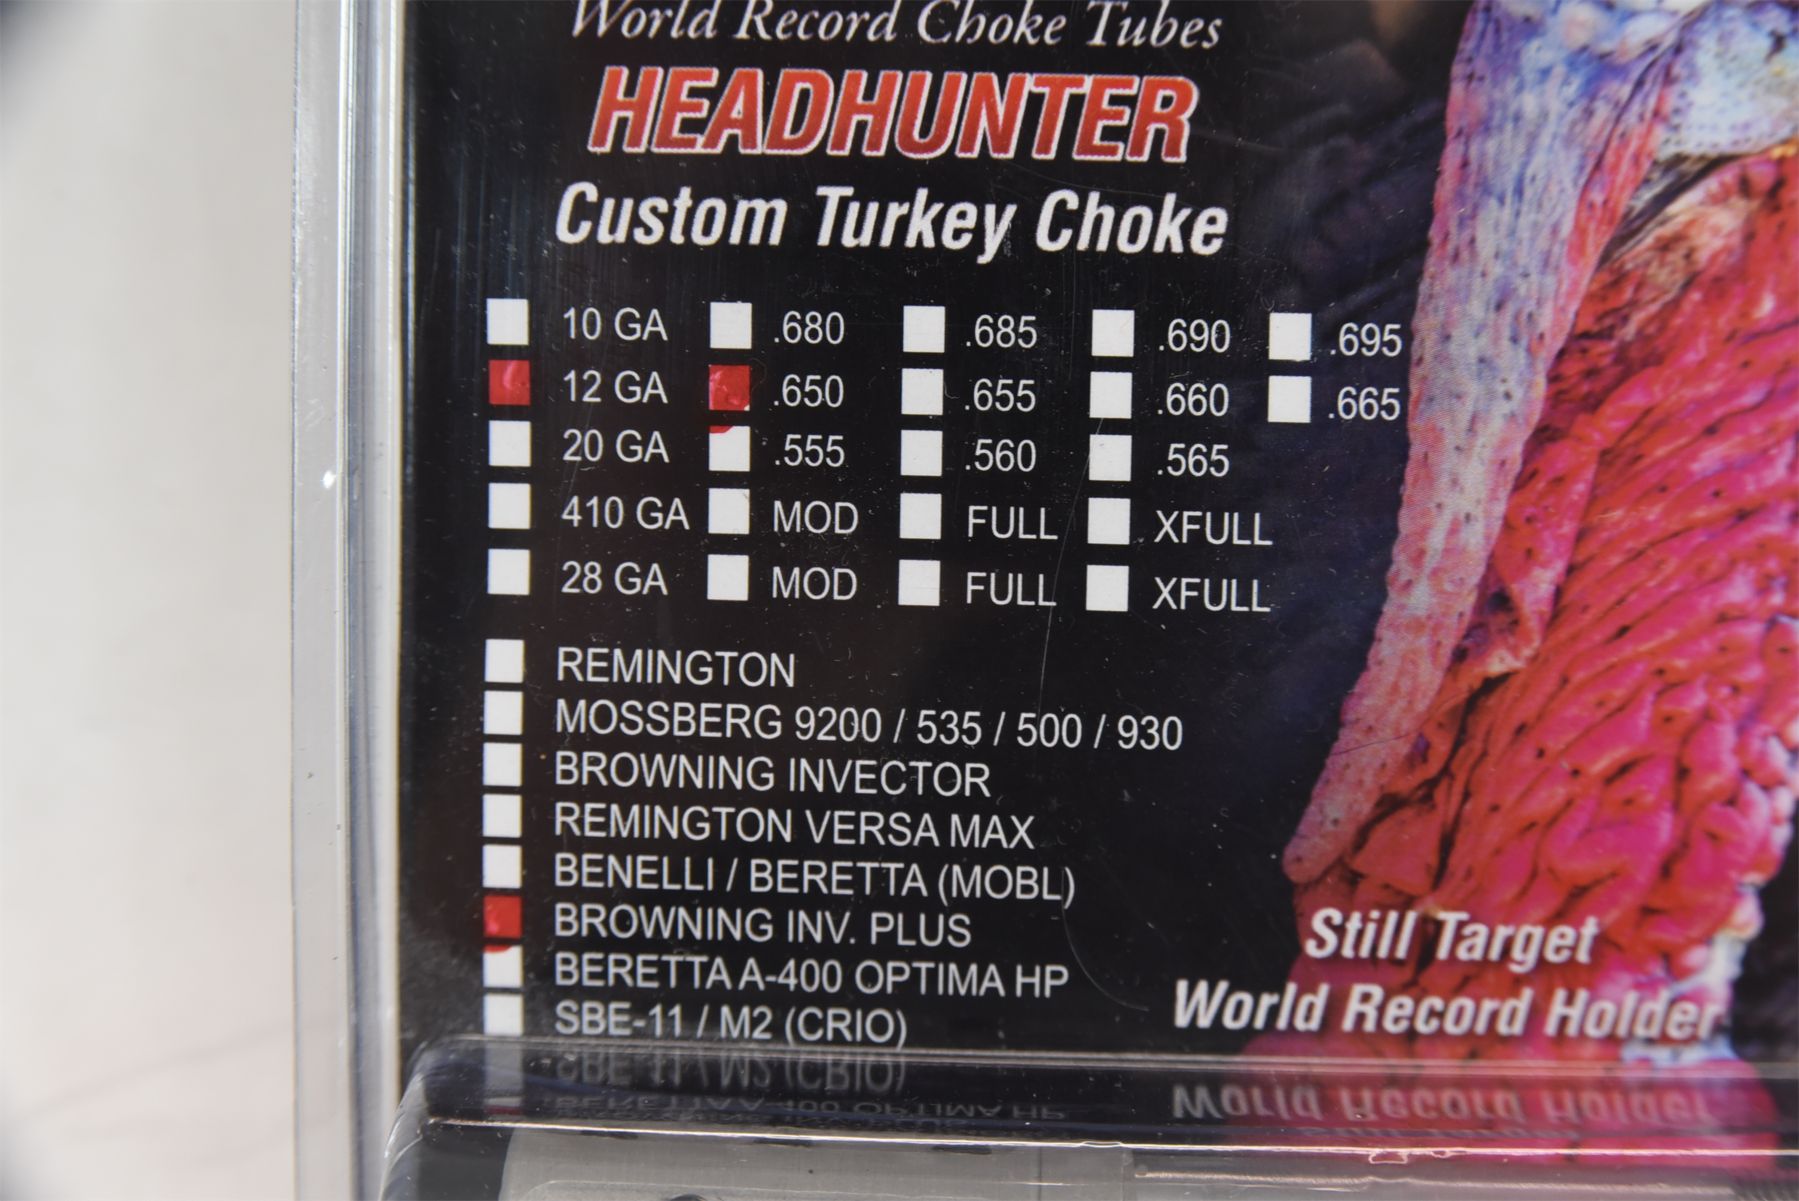 World Record Choke Tubes
HEADHUNTER
Custom Turkey Choke
10 GA .680 .685 .690 .695
12 GA .650 .655 .660 .665
20 GA .555 .560 .565
410 GA MOD FULL XFULL
28 GA MOD FULL XFULL
REMINGTON
MOSSBERG 9200 / 535 / 500 / 930
BROWNING INVECTOR
REMINGTON VERSA MAX
BENELLI / BERETTA (MOBL)
BROWNING INV. PLUS
BERETTA A-400 OPTIMA HP
SBE-11 / M2 (CRIO)
Still Target
World Record Holder